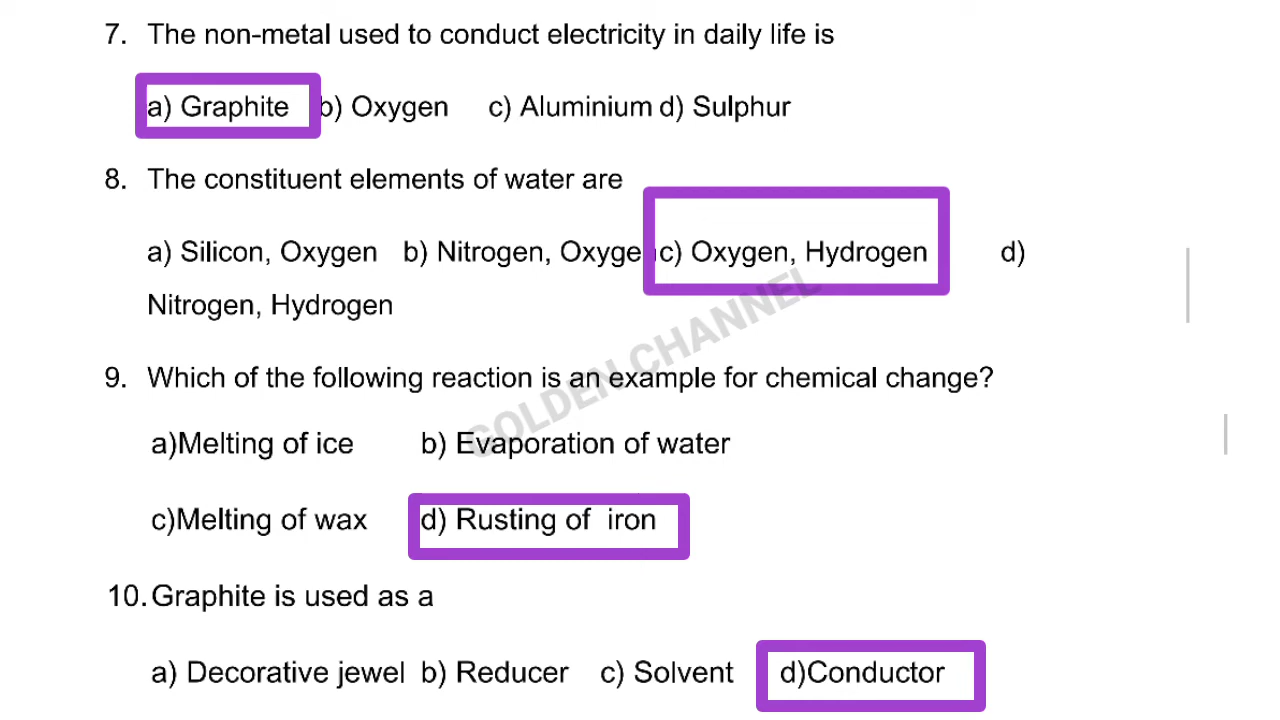 7. The non-metal used to conduct electricity in daily life is
a) Graphite b) Oxygen c) Aluminium d) Sulphur
8. The constituent elements of water are
a) Silicon, Oxygen b) Nitrogen, Oxygen c) Oxygen, Hydrogen d)
Nitrogen, Hydrogen
GOLDEN CHANNEL
9. Which of the following reaction is an example for chemical change?
a)Melting of ice b) Evaporation of water
c)Melting of wax d) Rusting of iron
10. Graphite is used as a
a) Decorative jewel b) Reducer c) Solvent d)Conductor